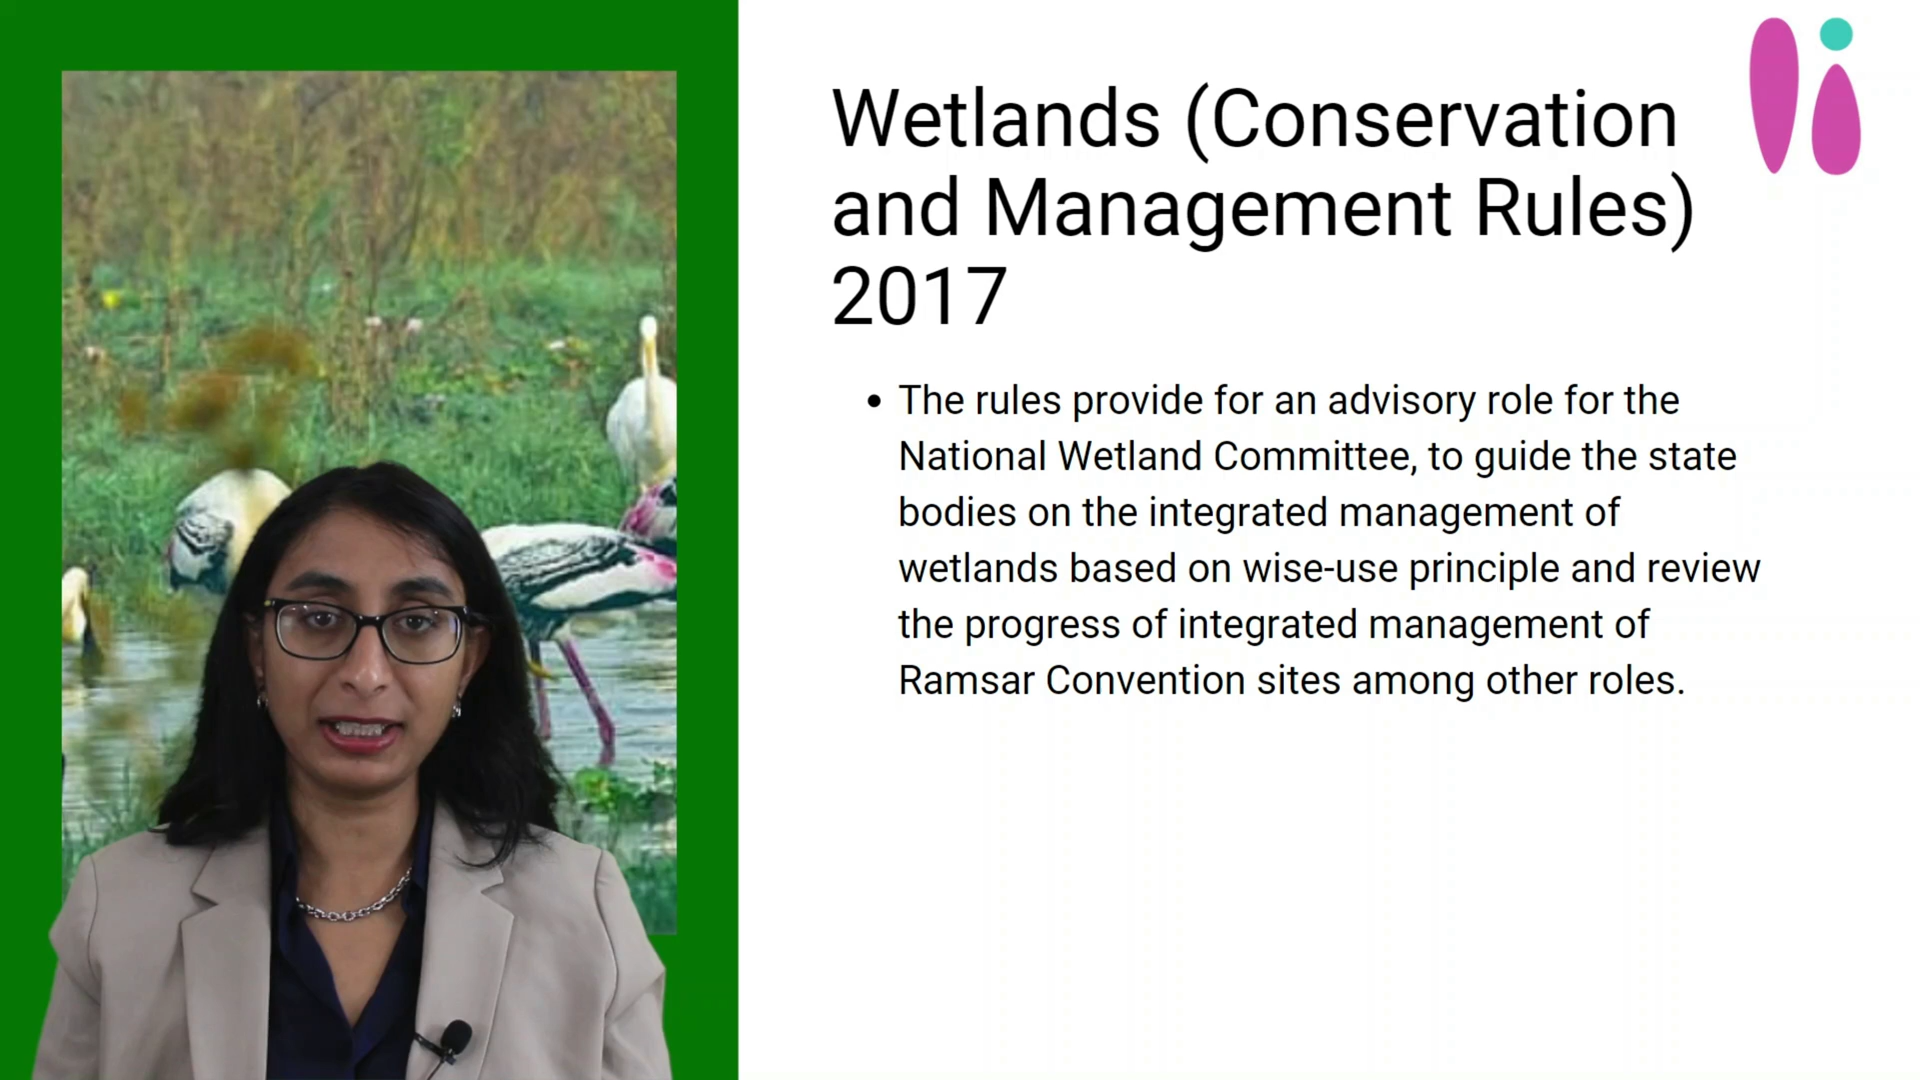 Wetlands (Conservation
and Management Rules)
2017
• The rules provide for an advisory role for the
National Wetland Committee, to guide the state
bodies on the integrated management of
wetlands based on wise-use principle and review
the progress of integrated management of
Ramsar Convention sites among other roles.